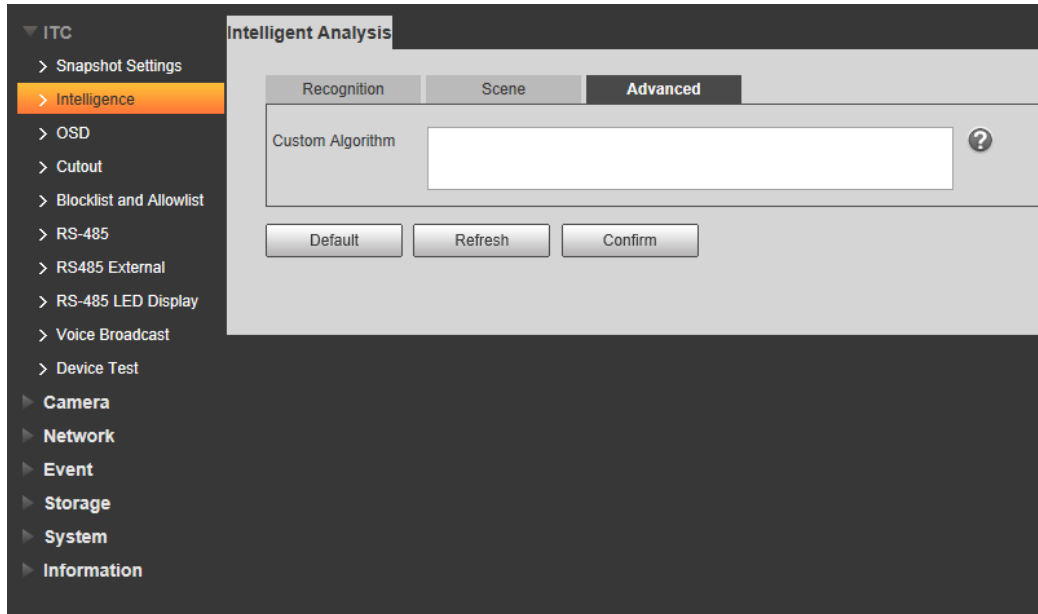 ITC
Snapshot Settings
Intelligence
OSD
Cutout
Blocklist and Allowlist
RS-485
RS485 External
RS-485 LED Display
Voice Broadcast
Device Test
Camera
Network
Event
Storage
System
Information
Intelligent Analysis
Recognition Scene Advanced
Custom Algorithm ?
Default Refresh Confirm